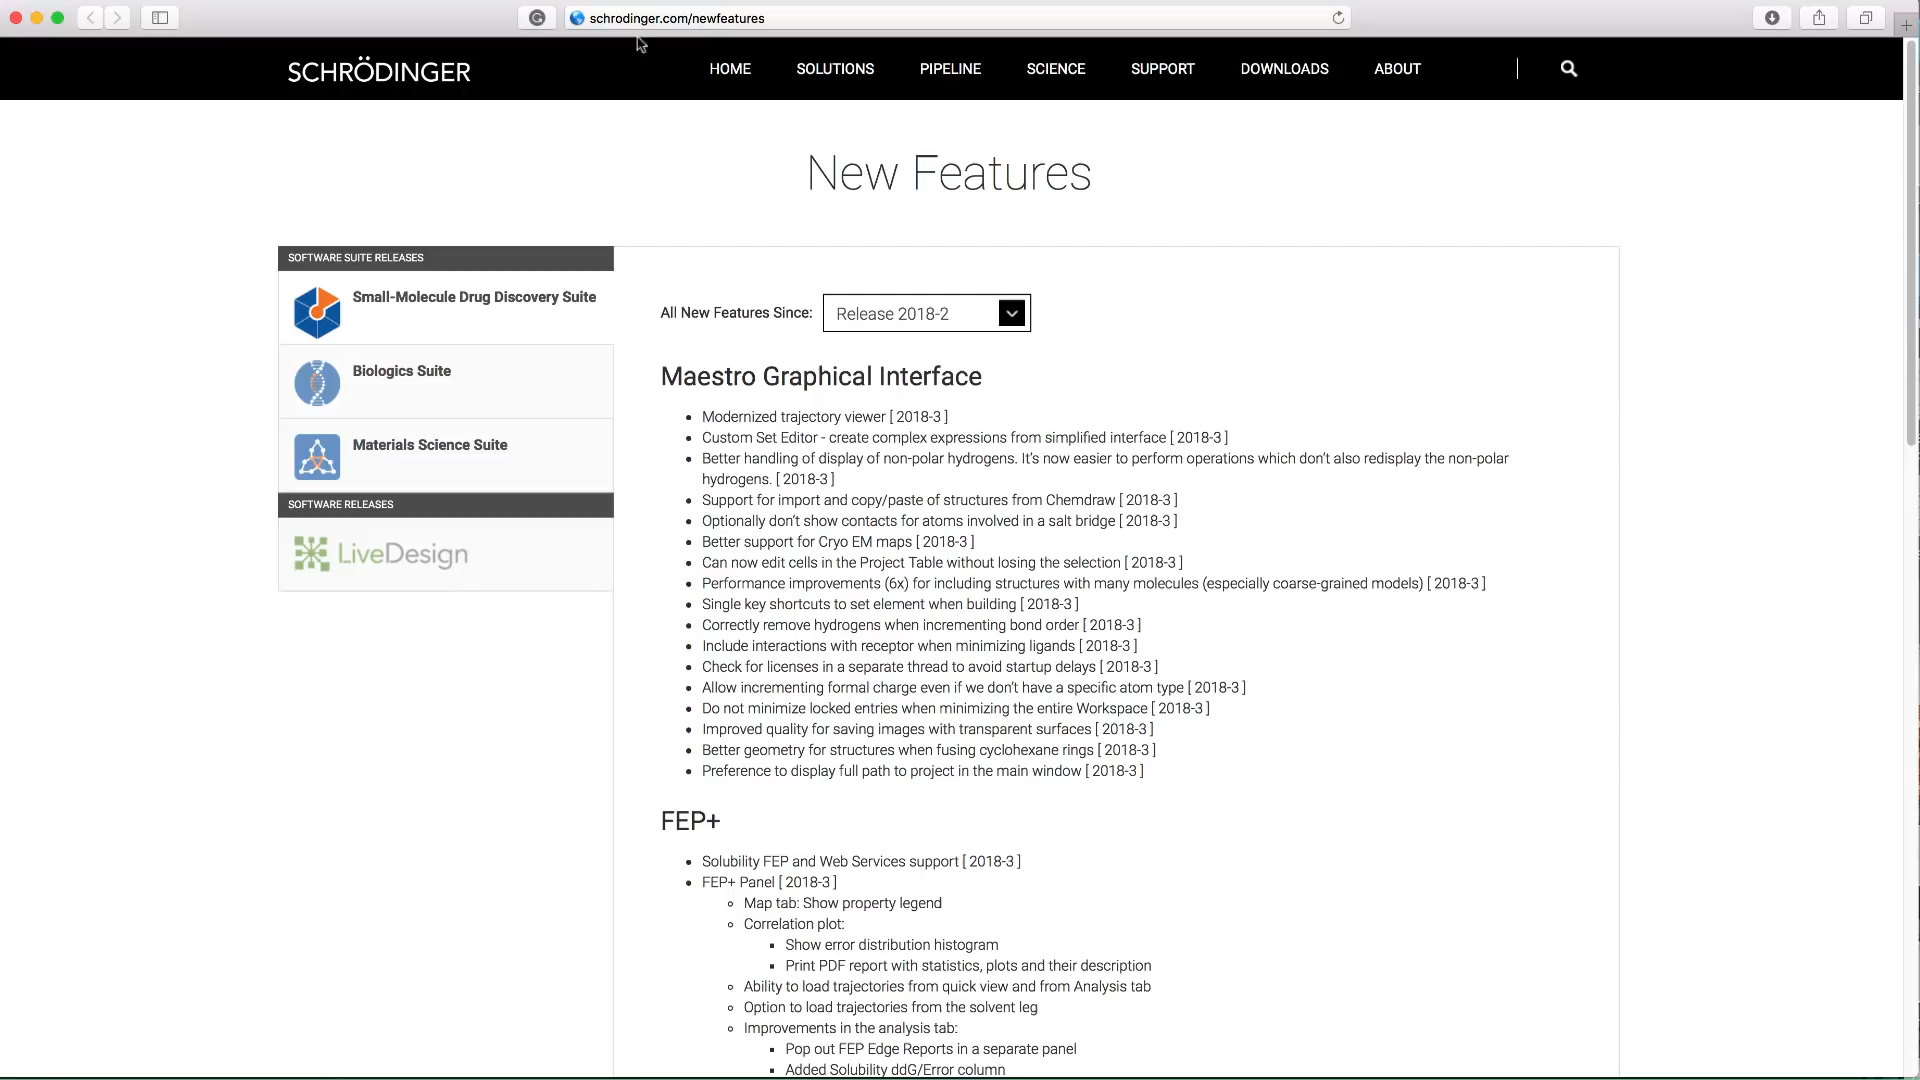 schrodinger.com/newfeatures
SCHRÖDINGER
HOME SOLUTIONS PIPELINE SCIENCE SUPPORT DOWNLOADS ABOUT
New Features
SOFTWARE SUITE RELEASES
Small-Molecule Drug Discovery Suite
Biologics Suite
Materials Science Suite
SOFTWARE RELEASES
LiveDesign
All New Features Since: Release 2018-2
Maestro Graphical Interface
Modernized trajectory viewer [ 2018-3 ]
Custom Set Editor - create complex expressions from simplified interface [ 2018-3 ]
Better handling of display of non-polar hydrogens. It's now easier to perform operations which don't also redisplay the non-polar
hydrogens. [ 2018-3 ]
Support for import and copy/paste of structures from Chemdraw [ 2018-3 ]
Optionally don't show contacts for atoms involved in a salt bridge [ 2018-3 ]
Better support for Cryo EM maps [ 2018-3 ]
Can now edit cells in the Project Table without losing the selection [ 2018-3 ]
Performance improvements (6x) for including structures with many molecules (especially coarse-grained models) [ 2018-3 ]
Single key shortcuts to set element when building [ 2018-3 ]
Correctly remove hydrogens when incrementing bond order [ 2018-3 ]
Include interactions with receptor when minimizing ligands [ 2018-3 ]
Check for licenses in a separate thread to avoid startup delays [ 2018-3 ]
Allow incrementing formal charge even if we don't have a specific atom type [ 2018-3 ]
Do not minimize locked entries when minimizing the entire Workspace [ 2018-3 ]
Improved quality for saving images with transparent surfaces [ 2018-3 ]
Better geometry for structures when fusing cyclohexane rings [ 2018-3 ]
Preference to display full path to project in the main window [ 2018-3 ]
FEP+
Solubility FEP and Web Services support [ 2018-3 ]
FEP+ Panel [ 2018-3 ]
Map tab: Show property legend
Correlation plot:
Show error distribution histogram
Print PDF report with statistics, plots and their description
Ability to load trajectories from quick view and from Analysis tab
Option to load trajectories from the solvent leg
Improvements in the analysis tab:
Pop out FEP Edge Reports in a separate panel
Added Solubility ddG/Error column